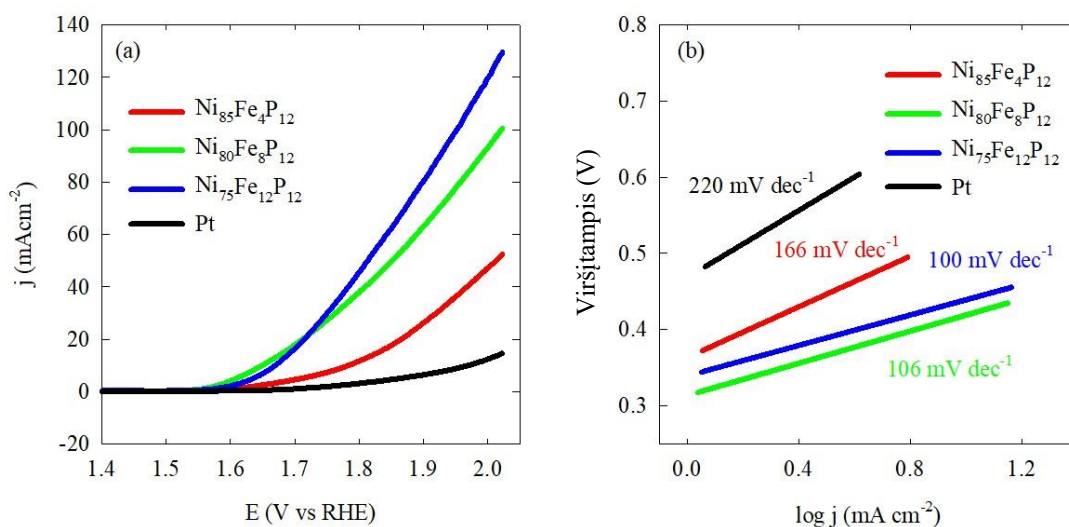 (a)
140
120
100
80
60
40
20
0
-20
j (mAcm⁻²)
Ni₈₅Fe₄P₁₂
Ni₈₀Fe₈P₁₂
Ni₇₅Fe₁₂P₁₂
Pt
1.4 1.5 1.6 1.7 1.8 1.9 2.0
E (V vs RHE)
(b)
0.8
0.7
0.6
0.5
0.4
0.3
Viršįtampis (V)
Ni₈₅Fe₄P₁₂
Ni₈₀Fe₈P₁₂
Ni₇₅Fe₁₂P₁₂
Pt
220 mV dec⁻¹
166 mV dec⁻¹
100 mV dec⁻¹
106 mV dec⁻¹
0.0 0.4 0.8 1.2
log j (mA cm⁻²)